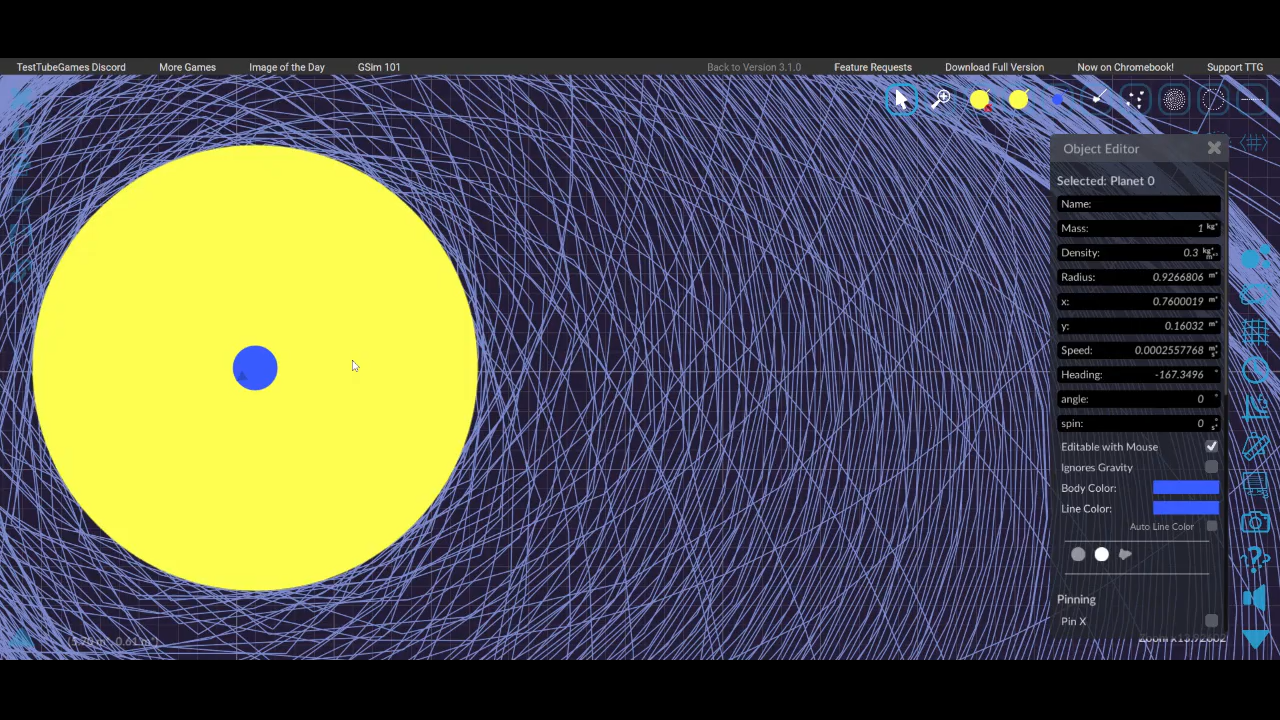 TestTubeGames Discord More Games Image of the Day GSim 101 Back to Version 3.1.0 Feature Requests Download Full Version Now on Chromebook! Support TTG
Object Editor
Selected: Planet 0
Name:
Mass: 1 kg*
Density: 0.3 kg*
Radius: 0.9266806 m*
x: 0.7600019 m*
y: 0.16032 m*
Speed: 0.0002557768 m*
Heading: -167.3496 °
angle: 0 °
spin: 0
Editable with Mouse
Ignores Gravity
Body Color:
Line Color:
Auto Line Color
Pinning
Pin X